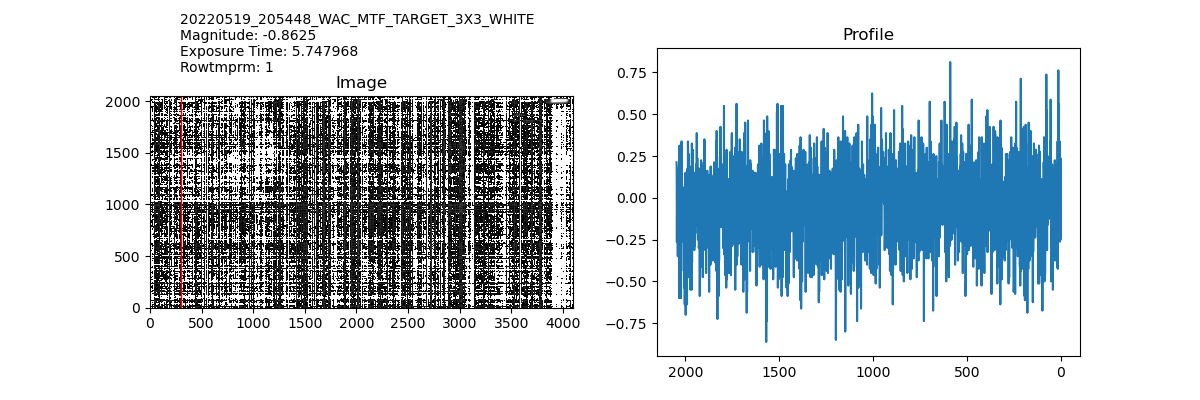 20220519_205448_WAC_MTF_TARGET_3X3_WHITE
Magnitude: -0.8625
Exposure Time: 5.747968
Rowtmprm: 1
Image
2000
1500
1000
500
0
0 500 1000 1500 2000 2500 3000 3500 4000
Profile
0.75
0.50
0.25
0.00
−0.25
−0.50
−0.75
2000 1500 1000 500 0